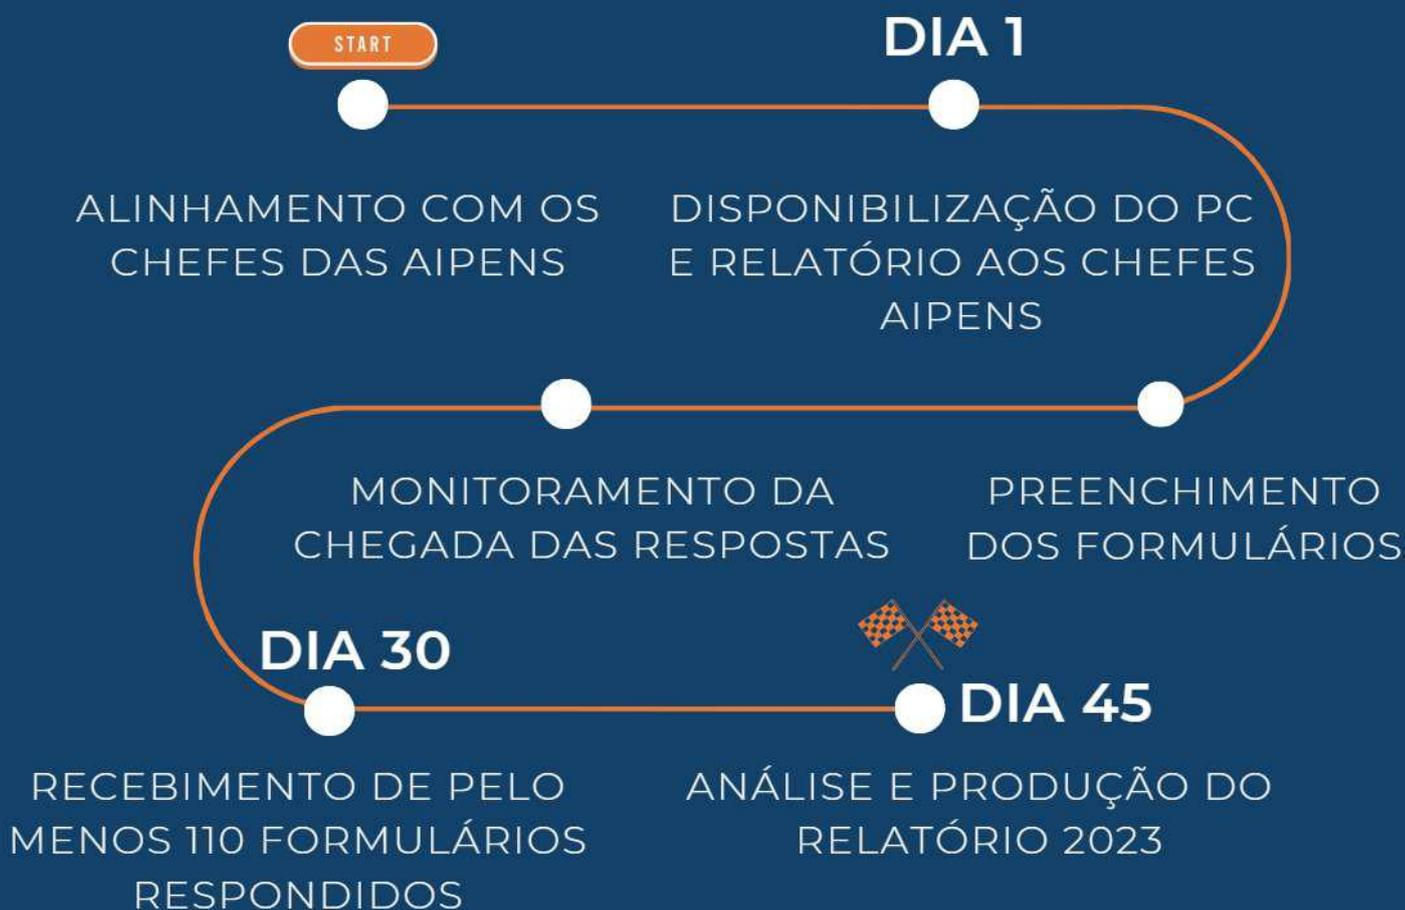 START
ALINHAMENTO COM OS
CHEFES DAS AIPENS
DIA 1
DISPONIBILIZAÇÃO DO PC
E RELATÓRIO AOS CHEFES
AIPENS
PREENCHIMENTO
DOS FORMULÁRIOS
MONITORAMENTO DA
CHEGADA DAS RESPOSTAS
DIA 30
RECEBIMENTO DE PELO
MENOS 110 FORMULÁRIOS
RESPONDIDOS
DIA 45
ANÁLISE E PRODUÇÃO DO
RELATÓRIO 2023